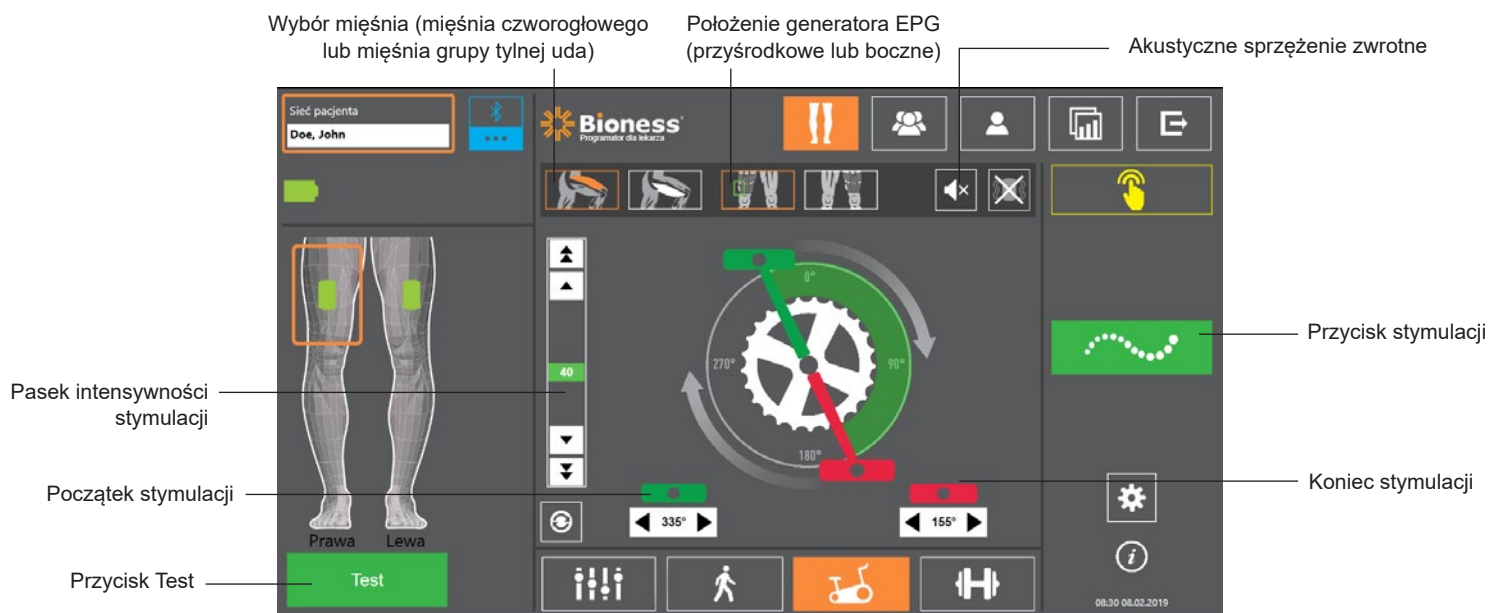 Wybór mięśnia (mięśnia czworogłowego
lub mięśnia grupy tylnej uda)
Położenie generatora EPG
(przyśrodkowe lub boczne)
Akustyczne sprzężenie zwrotne
Sieć pacjenta
Doe, John
Bioness
Programator dla lekarza
0°
90°
180°
270°
40
335°
155°
Prawa Lewa
Test
08:30 08.02.2019
Pasek intensywności
stymulacji
Początek stymulacji
Przycisk Test
Przycisk stymulacji
Koniec stymulacji